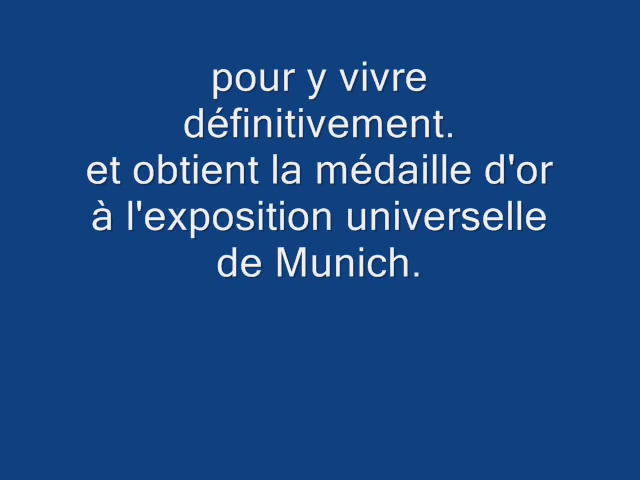 pour y vivre
définitivement.
et obtient la médaille d'or
à l'exposition universelle
de Munich.